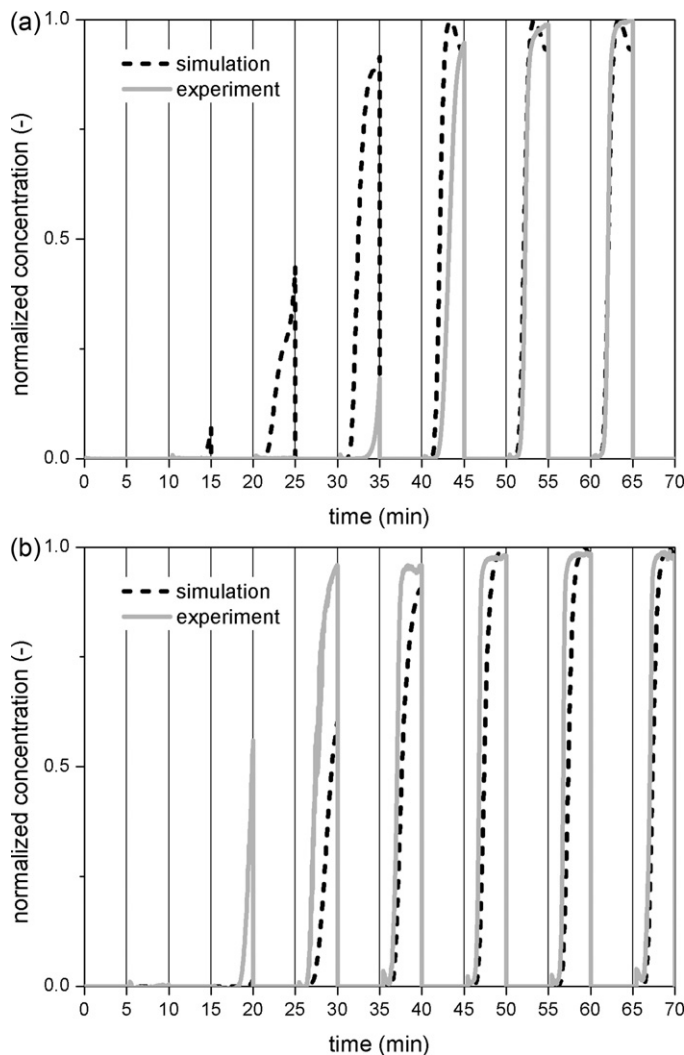 (a)
1.0
0.5
0.0
normalized concentration (-)
simulation
experiment
0 5 10 15 20 25 30 35 40 45 50 55 60 65 70
time (min)
(b)
1.0
0.5
0.0
normalized concentration (-)
simulation
experiment
0 5 10 15 20 25 30 35 40 45 50 55 60 65 70
time (min)